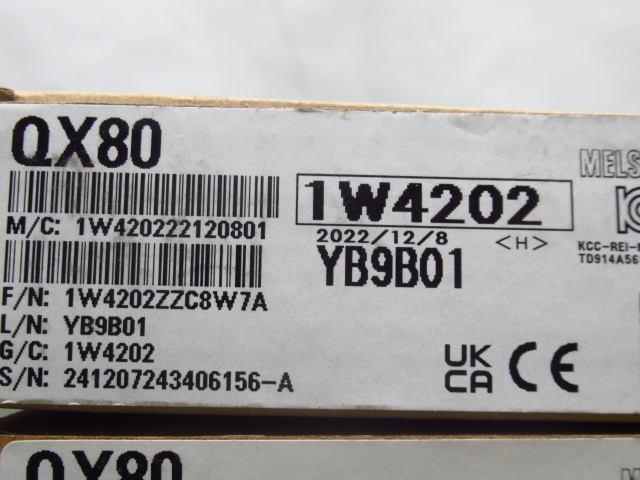 QX80
MELS
1W4202
M/C: 1W420222120801
2022/12/8
<H>
KCC-REI-
TD914A56
YB9B01
F/N: 1W4202ZZC8W7A
L/N: YB9B01
G/C: 1W4202
S/N: 241207243406156-A
UK
CA
CE
QX80